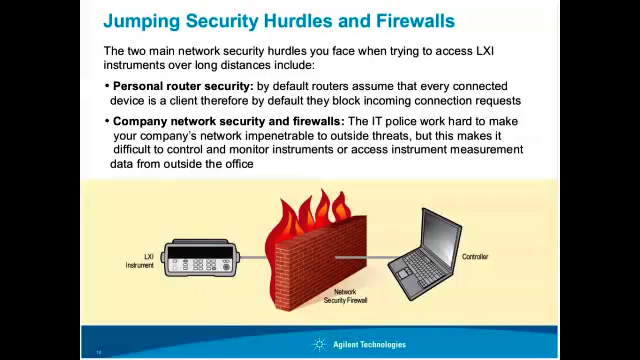 Jumping Security Hurdles and Firewalls
The two main network security hurdles you face when trying to access LXI
instruments over long distances include:
• Personal router security: by default routers assume that every connected
device is a client therefore by default they block incoming connection requests
• Company network security and firewalls: The IT police work hard to make
your company's network impenetrable to outside threats, but this makes it
difficult to control and monitor instruments or access instrument measurement
data from outside the office
LXI
Instrument
Controller
Network
Security Firewall
Agilent Technologies